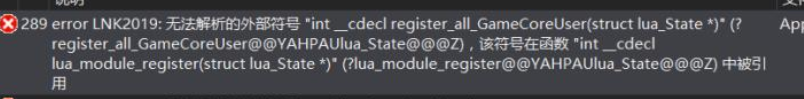 说明
289 error LNK2019: 无法解析的外部符号 "int __cdecl register_all_GameCoreUser(struct lua_State *)" (?
register_all_GameCoreUser@@YAHPAUlua_State@@@Z)，该符号在函数 "int __cdecl
lua_module_register(struct lua_State *)" (?lua_module_register@@YAHPAUlua_State@@@Z) 中被引
用
App